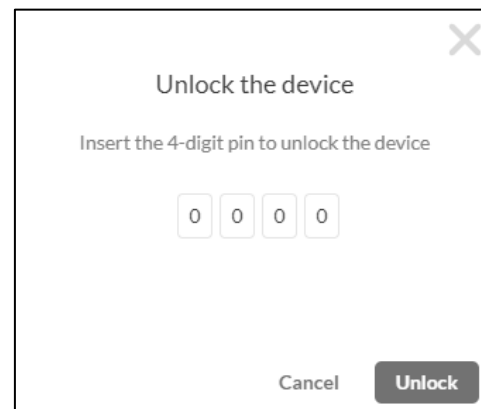 Unlock the device
Insert the 4-digit pin to unlock the device
0 0 0 0
Cancel Unlock